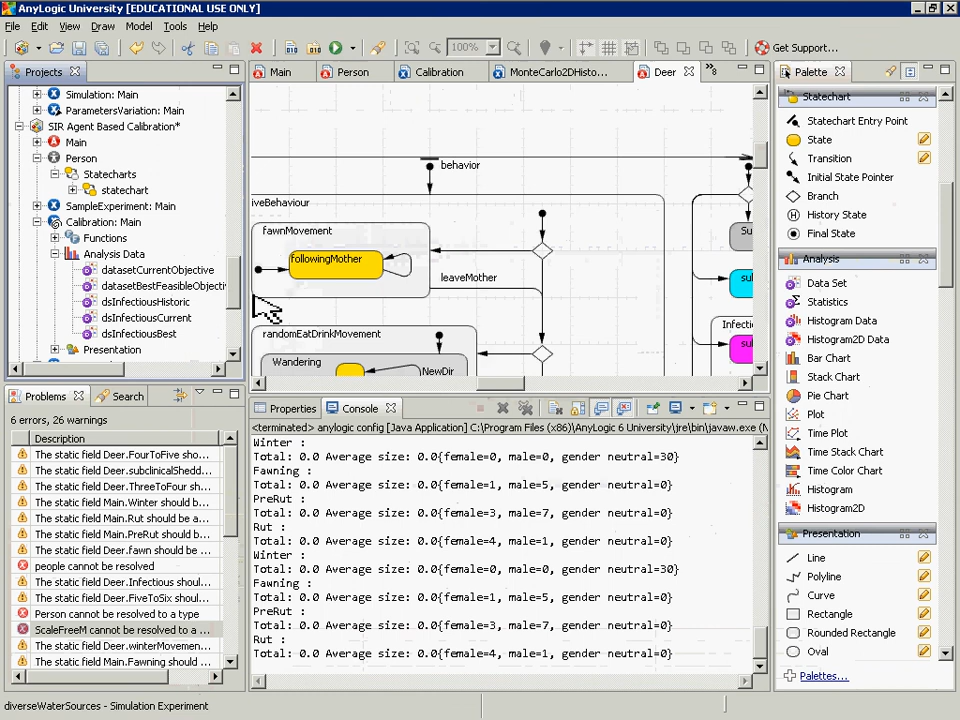 AnyLogic University [EDUCATIONAL USE ONLY]
File Edit View Draw Model Tools Help
100% Get Support...
Projects
Simulation: Main
ParametersVariation: Main
SIR Agent Based Calibration*
Main
Person
Statecharts
statechart
SampleExperiment: Main
Calibration: Main
Functions
Analysis Data
datasetCurrentObjective
datasetBestFeasibleObjecti
dsInfectiousHistoric
dsInfectiousCurrent
dsInfectiousBest
Presentation
Main Person Calibration MonteCarlo2DHisto... Deer »8
behavior
iveBehaviour
fawnMovement
followingMother
leaveMother
randomEatDrinkMovement
Wandering
NewDir
Su
su
Infectio
su
Palette
Statechart
Statechart Entry Point
State
Transition
Initial State Pointer
Branch
History State
Final State
Analysis
Data Set
Statistics
Histogram Data
Histogram2D Data
Bar Chart
Stack Chart
Pie Chart
Plot
Time Plot
Time Stack Chart
Time Color Chart
Histogram
Histogram2D
Presentation
Line
Polyline
Curve
Rectangle
Rounded Rectangle
Oval
Palettes...
Problems Search
6 errors, 26 warnings
Description
The static field Deer.FourToFive sho...
The static field Deer.subclinicalShedd...
The static field Deer.ThreeToFour sh...
The static field Main.Winter should b...
The static field Main.Rut should be a...
The static field Main.PreRut should b...
The static field Deer.fawn should be ...
people cannot be resolved
The static field Deer.Infectious shoul...
The static field Deer.FiveToSix shoul...
Person cannot be resolved to a type
ScaleFreeM cannot be resolved to a ...
The static field Deer.winterMovemen...
The static field Main.Fawning should ...
Properties Console
<terminated> anylogic config [Java Application] C:\Program Files (x86)\AnyLogic 6 University\jre\bin\javaw.exe (N
Winter :
Total: 0.0 Average size: 0.0{female=0, male=0, gender neutral=30}
Fawning :
Total: 0.0 Average size: 0.0{female=1, male=5, gender neutral=0}
PreRut :
Total: 0.0 Average size: 0.0{female=3, male=7, gender neutral=0}
Rut :
Total: 0.0 Average size: 0.0{female=4, male=1, gender neutral=0}
Winter :
Total: 0.0 Average size: 0.0{female=0, male=0, gender neutral=30}
Fawning :
Total: 0.0 Average size: 0.0{female=1, male=5, gender neutral=0}
PreRut :
Total: 0.0 Average size: 0.0{female=3, male=7, gender neutral=0}
Rut :
Total: 0.0 Average size: 0.0{female=4, male=1, gender neutral=0}
diverseWaterSources - Simulation Experiment